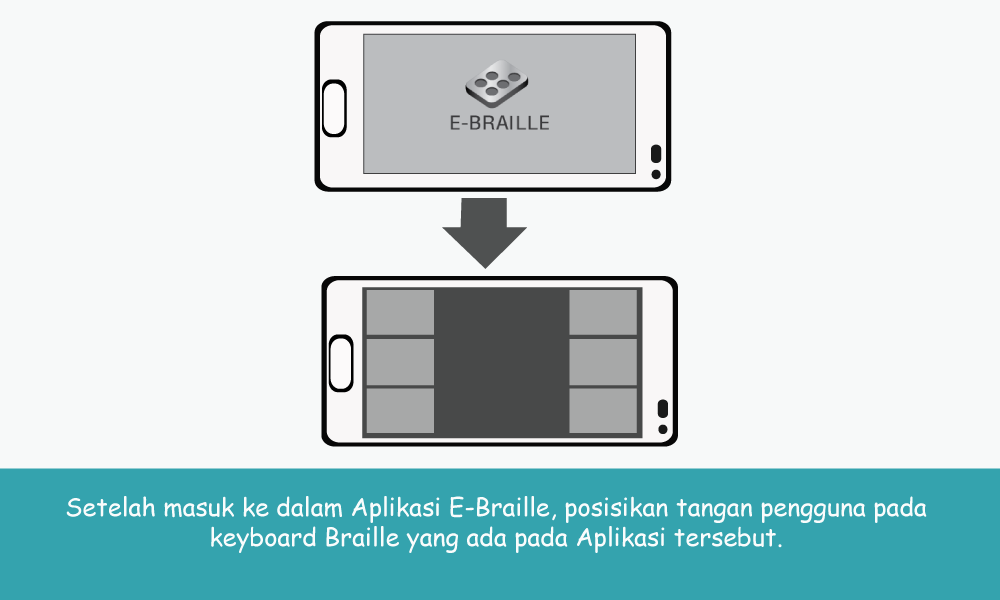 E-BRAILLE
Setelah masuk ke dalam Aplikasi E-Braille, posisikan tangan pengguna pada
keyboard Braille yang ada pada Aplikasi tersebut.